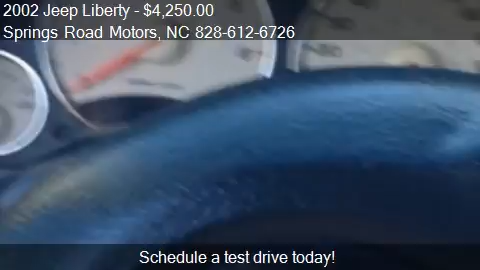 2002 Jeep Liberty - $4,250.00
Springs Road Motors, NC 828-612-6726
Schedule a test drive today!